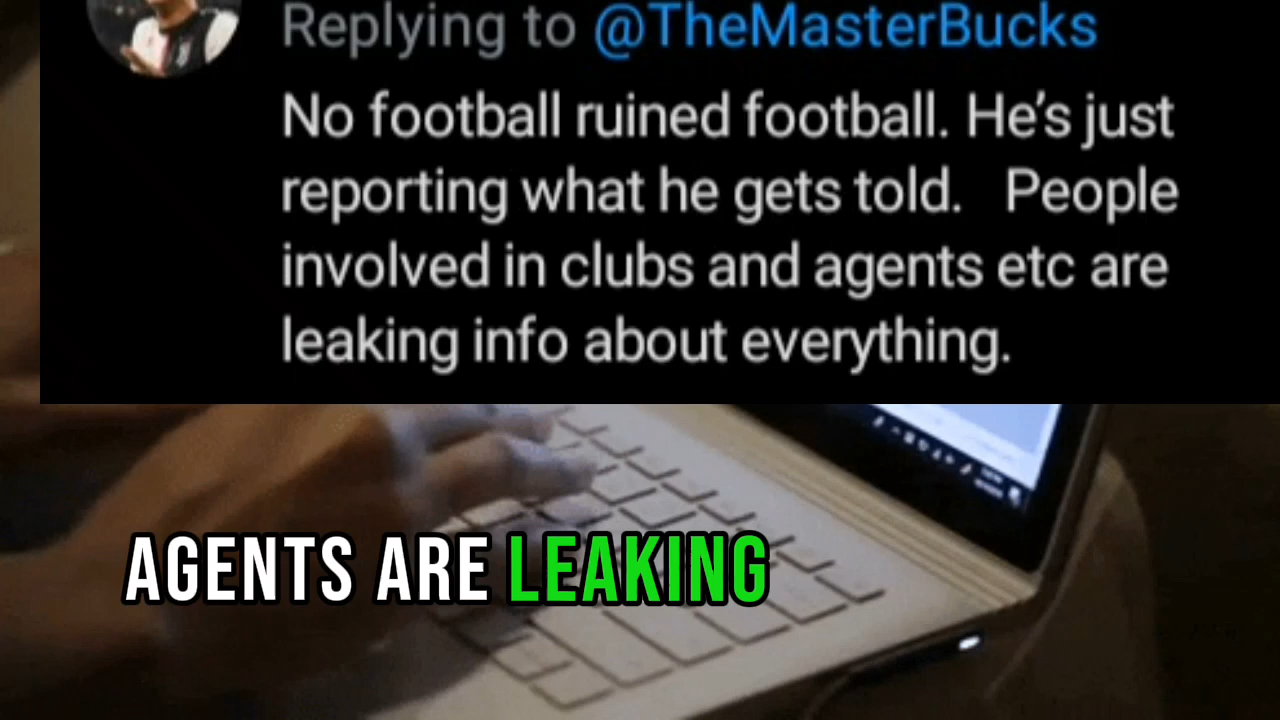 Replying to @TheMasterBucks
No football ruined football. He's just
reporting what he gets told.   People
involved in clubs and agents etc are
leaking info about everything.
AGENTS ARE LEAKING